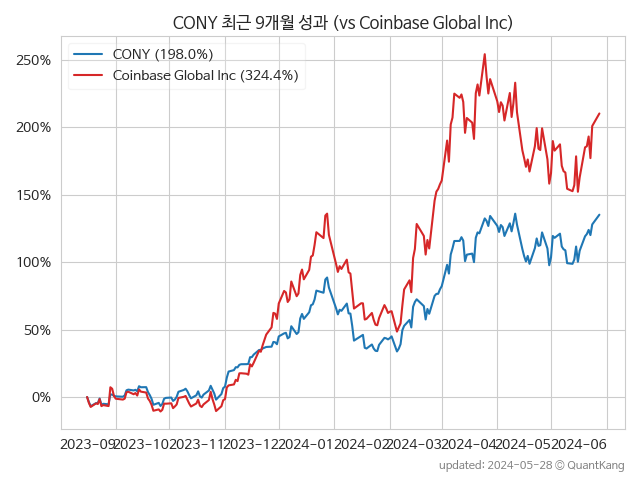 CONY 최근 9개월 성과 (vs Coinbase Global Inc)
CONY (198.0%)
Coinbase Global Inc (324.4%)
250%
200%
150%
100%
50%
0%
2023-09 2023-10 2023-11 2023-12 2024-01 2024-02 2024-03 2024-04 2024-05 2024-06
updated: 2024-05-28 © QuantKang